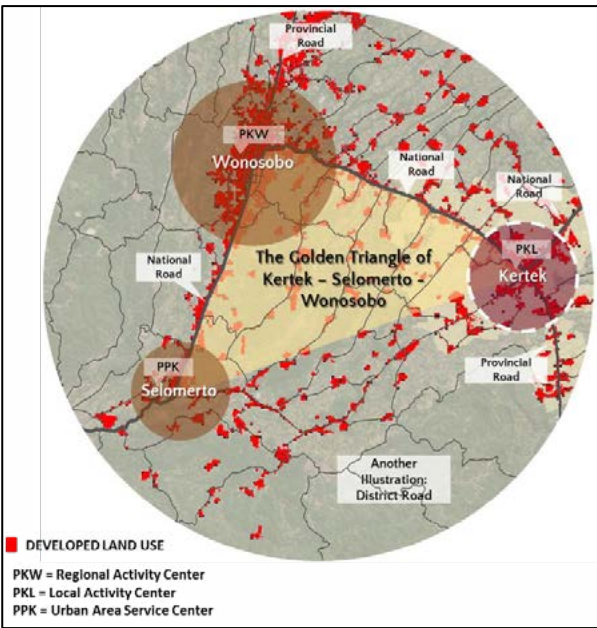 Provincial
Road
PKW
Wonosobo
National
Road
National
Road
PKL
Kertek
The Golden Triangle of
Kertek – Selomerto -
Wonosobo
National
Road
PPK
Selomerto
Provincial
Road
Another
Illustration:
District Road
DEVELOPED LAND USE
PKW = Regional Activity Center
PKL = Local Activity Center
PPK = Urban Area Service Center